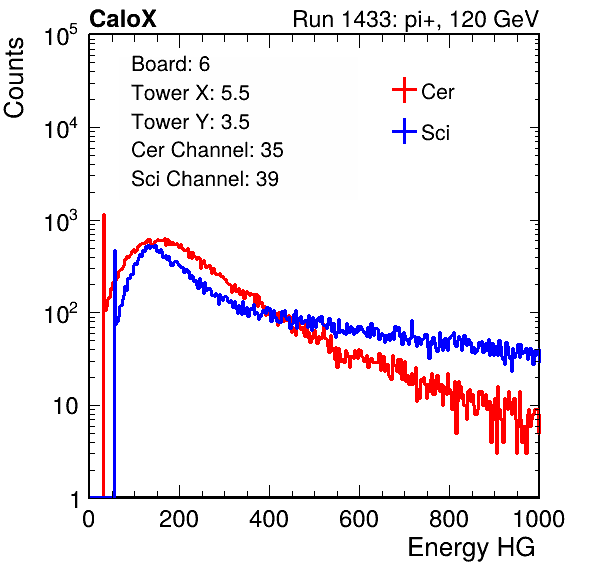 CaloX Run 1433: pi+, 120 GeV
Counts
10^5
10^4
10^3
10^2
10
1
Board: 6
Tower X: 5.5
Tower Y: 3.5
Cer Channel: 35
Sci Channel: 39
Cer
Sci
0 200 400 600 800 1000
Energy HG